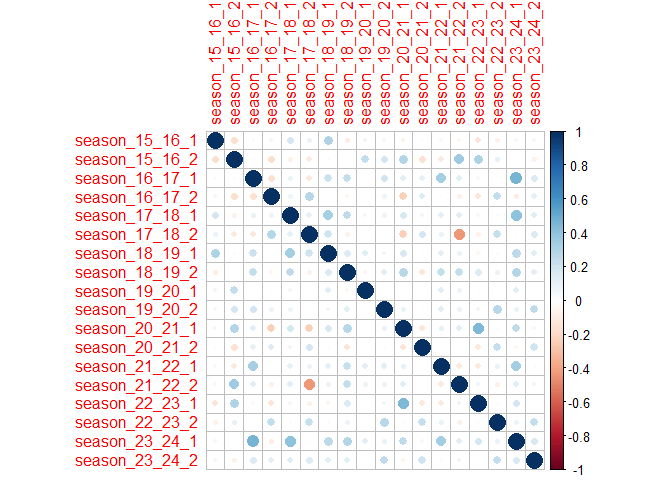 season_15_16_1
season_15_16_2
season_16_17_1
season_16_17_2
season_17_18_1
season_17_18_2
season_18_19_1
season_18_19_2
season_19_20_1
season_19_20_2
season_20_21_1
season_20_21_2
season_21_22_1
season_21_22_2
season_22_23_1
season_22_23_2
season_23_24_1
season_23_24_2
season_15_16_1
season_15_16_2
season_16_17_1
season_16_17_2
season_17_18_1
season_17_18_2
season_18_19_1
season_18_19_2
season_19_20_1
season_19_20_2
season_20_21_1
season_20_21_2
season_21_22_1
season_21_22_2
season_22_23_1
season_22_23_2
season_23_24_1
season_23_24_2
1
0.8
0.6
0.4
0.2
0
-0.2
-0.4
-0.6
-0.8
-1